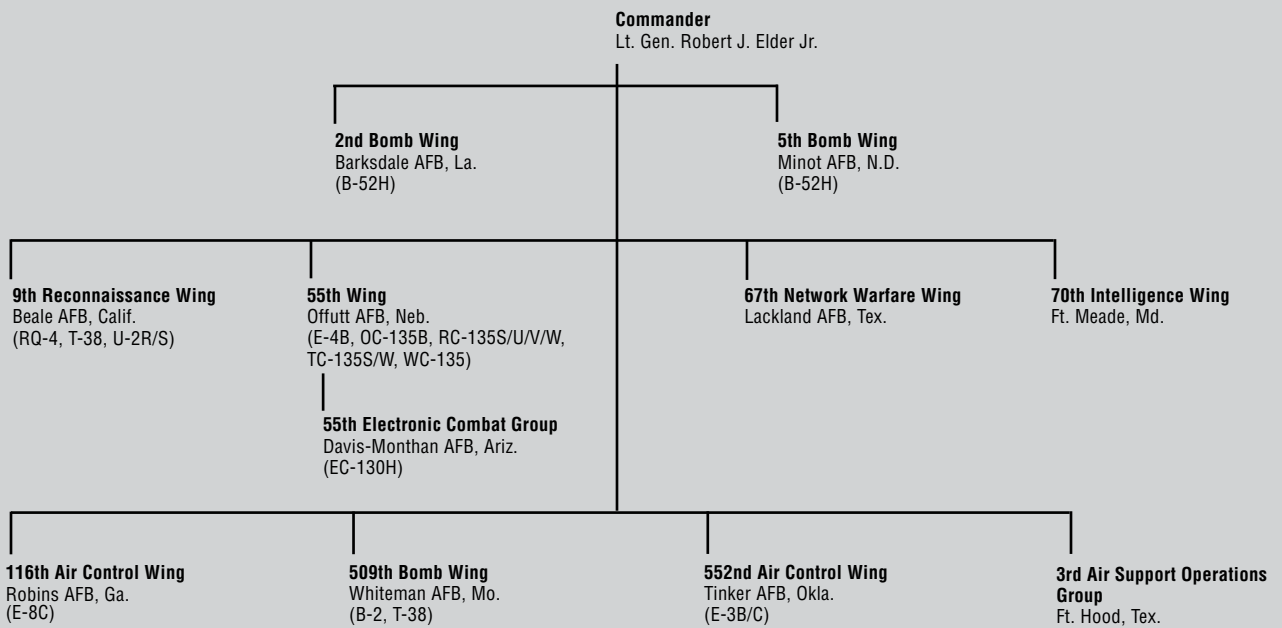 Commander
Lt. Gen. Robert J. Elder Jr.
2nd Bomb Wing
Barksdale AFB, La.
(B-52H)
5th Bomb Wing
Minot AFB, N.D.
(B-52H)
9th Reconnaissance Wing
Beale AFB, Calif.
(RQ-4, T-38, U-2R/S)
55th Wing
Offutt AFB, Neb.
(E-4B, OC-135B, RC-135S/U/V/W,
TC-135S/W, WC-135)
55th Electronic Combat Group
Davis-Monthan AFB, Ariz.
(EC-130H)
67th Network Warfare Wing
Lackland AFB, Tex.
70th Intelligence Wing
Ft. Meade, Md.
116th Air Control Wing
Robins AFB, Ga.
(E-8C)
509th Bomb Wing
Whiteman AFB, Mo.
(B-2, T-38)
552nd Air Control Wing
Tinker AFB, Okla.
(E-3B/C)
3rd Air Support Operations
Group
Ft. Hood, Tex.